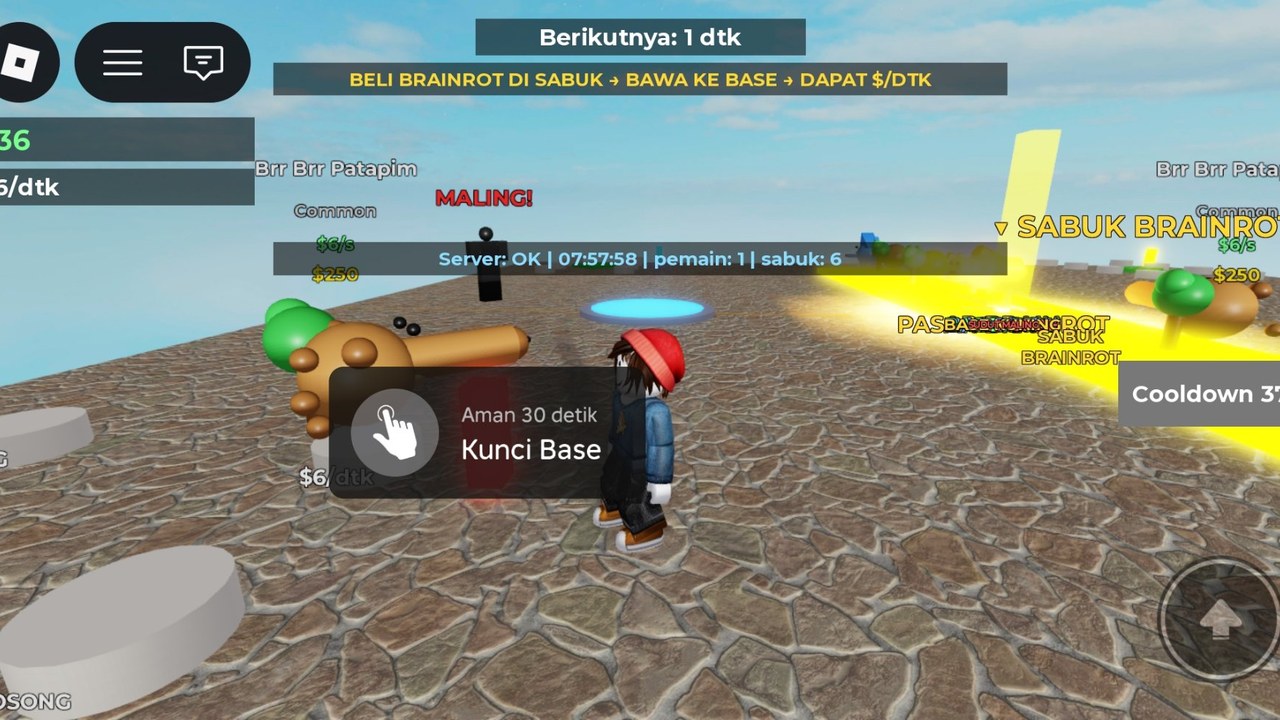 Berikutnya: 1 dtk
BELI BRAINROT DI SABUK → BAWA KE BASE → DAPAT $/DTK
36
6/dtk
Brr Brr Patapim
Common
$6/s
$250
MALING!
Server: OK | 07:57:58 | pemain: 1 | sabuk: 6
Brr Brr Pata
Common
$6/s
$250
▼ SABUK BRAINRO
SABUK
BRAINROT
Cooldown 37
Aman 30 detik
Kunci Base
$6/dtk
G
OSONG